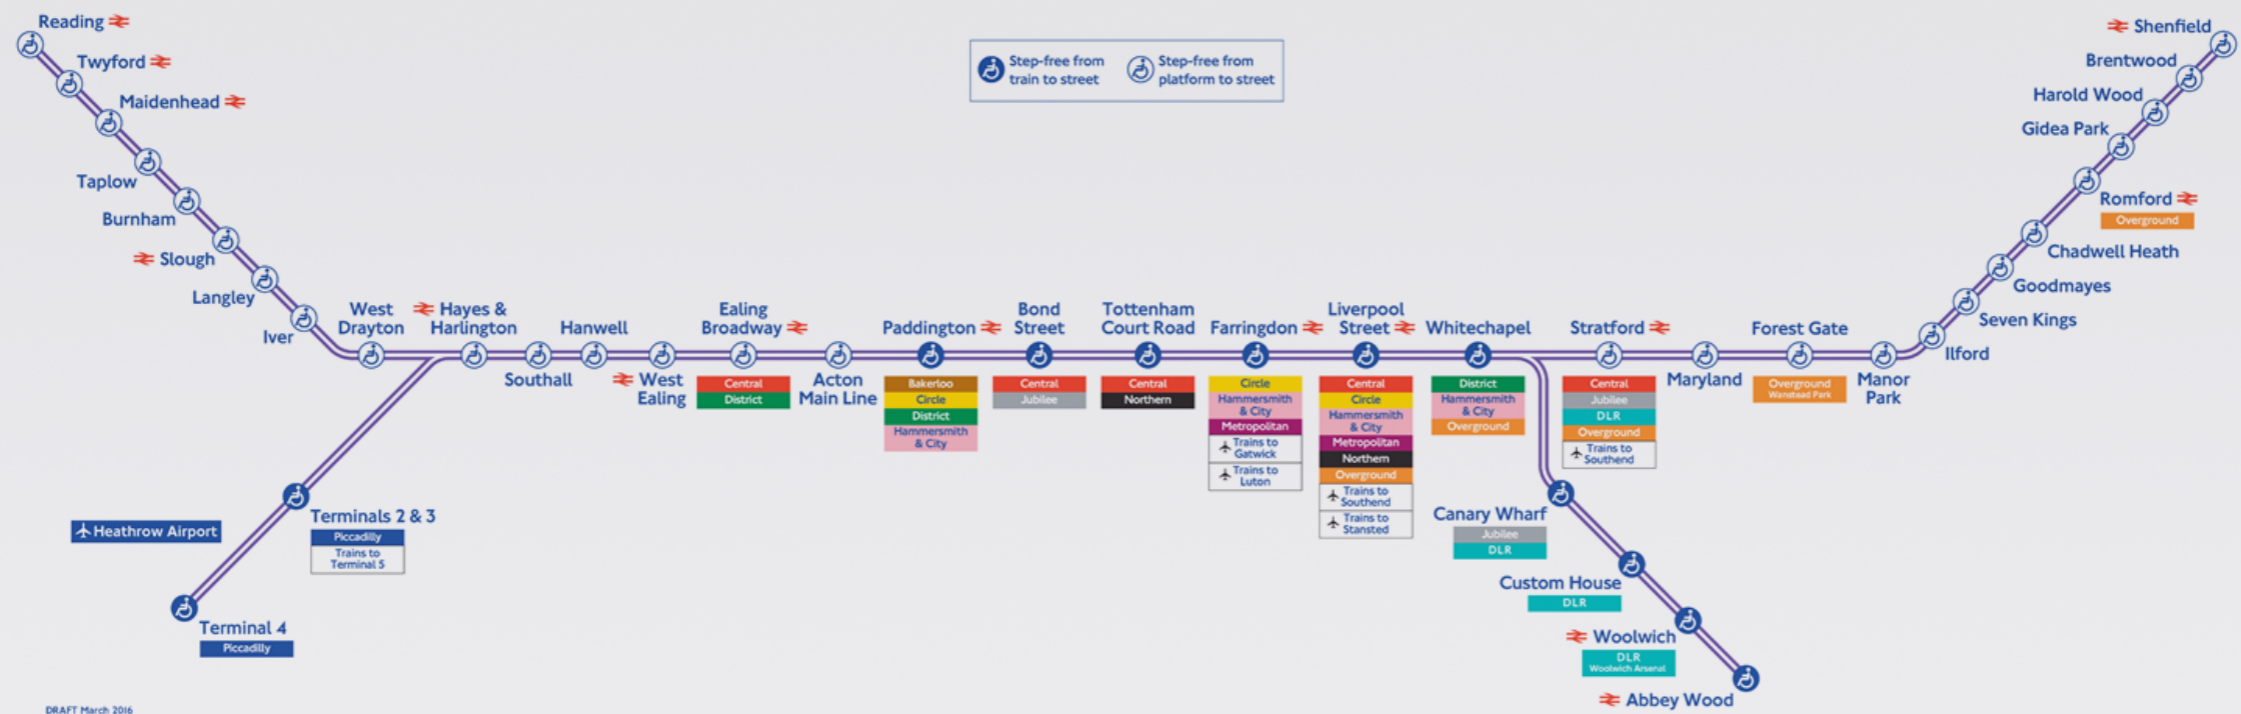 Reading
Twyford
Maidenhead
Taplow
Burnham
Slough
Langley
Iver
West
Drayton
Hayes &
Harlington
Southall
Hanwell
West
Ealing
Ealing
Broadway
Central
District
Acton
Main Line
Paddington
Bakerloo
Circle
District
Hammersmith
& City
Bond
Street
Central
Jubilee
Tottenham
Court Road
Central
Northern
Farringdon
Circle
Hammersmith
& City
Metropolitan
Trains to
Gatwick
Trains to
Luton
Liverpool
Street
Central
Circle
Hammersmith
& City
Metropolitan
Northern
Overground
Trains to
Southend
Trains to
Stansted
Whitechapel
District
Hammersmith
& City
Overground
Stratford
Central
Jubilee
DLR
Overground
Trains to
Southend
Maryland
Forest Gate
Overground
Wanstead Park
Manor
Park
Ilford
Seven Kings
Goodmayes
Chadwell Heath
Romford
Overground
Gidea Park
Harold Wood
Brentwood
Shenfield
Step-free from
train to street
Step-free from
platform to street
Heathrow Airport
Terminals 2 & 3
Piccadilly
Trains to
Terminal 5
Terminal 4
Piccadilly
Canary Wharf
Jubilee
DLR
Custom House
DLR
Woolwich
DLR
Woolwich Arsenal
Abbey Wood
DRAFT March 2016